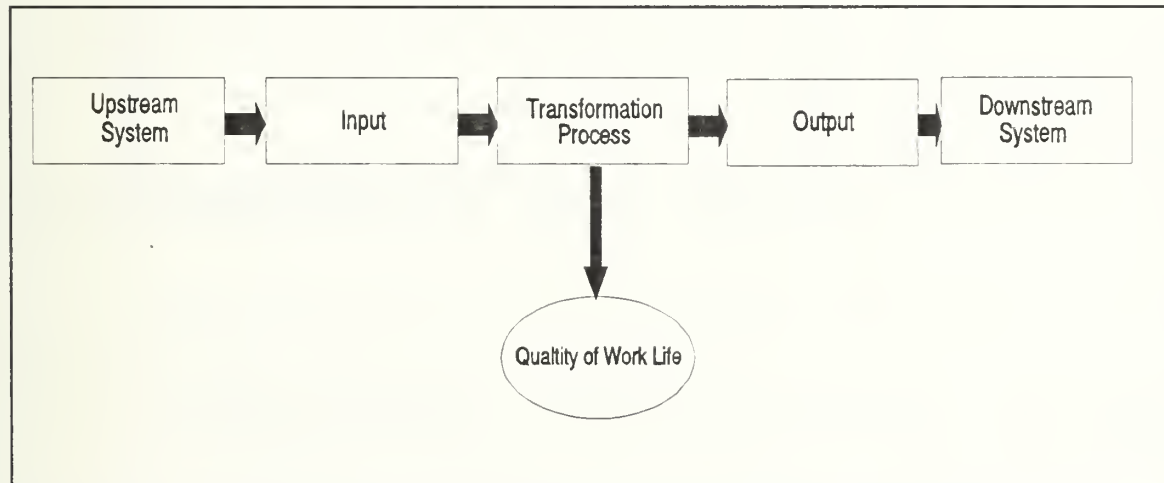 Upstream
System
Input
Transformation
Process
Output
Downstream
System
Qualtity of Work Life